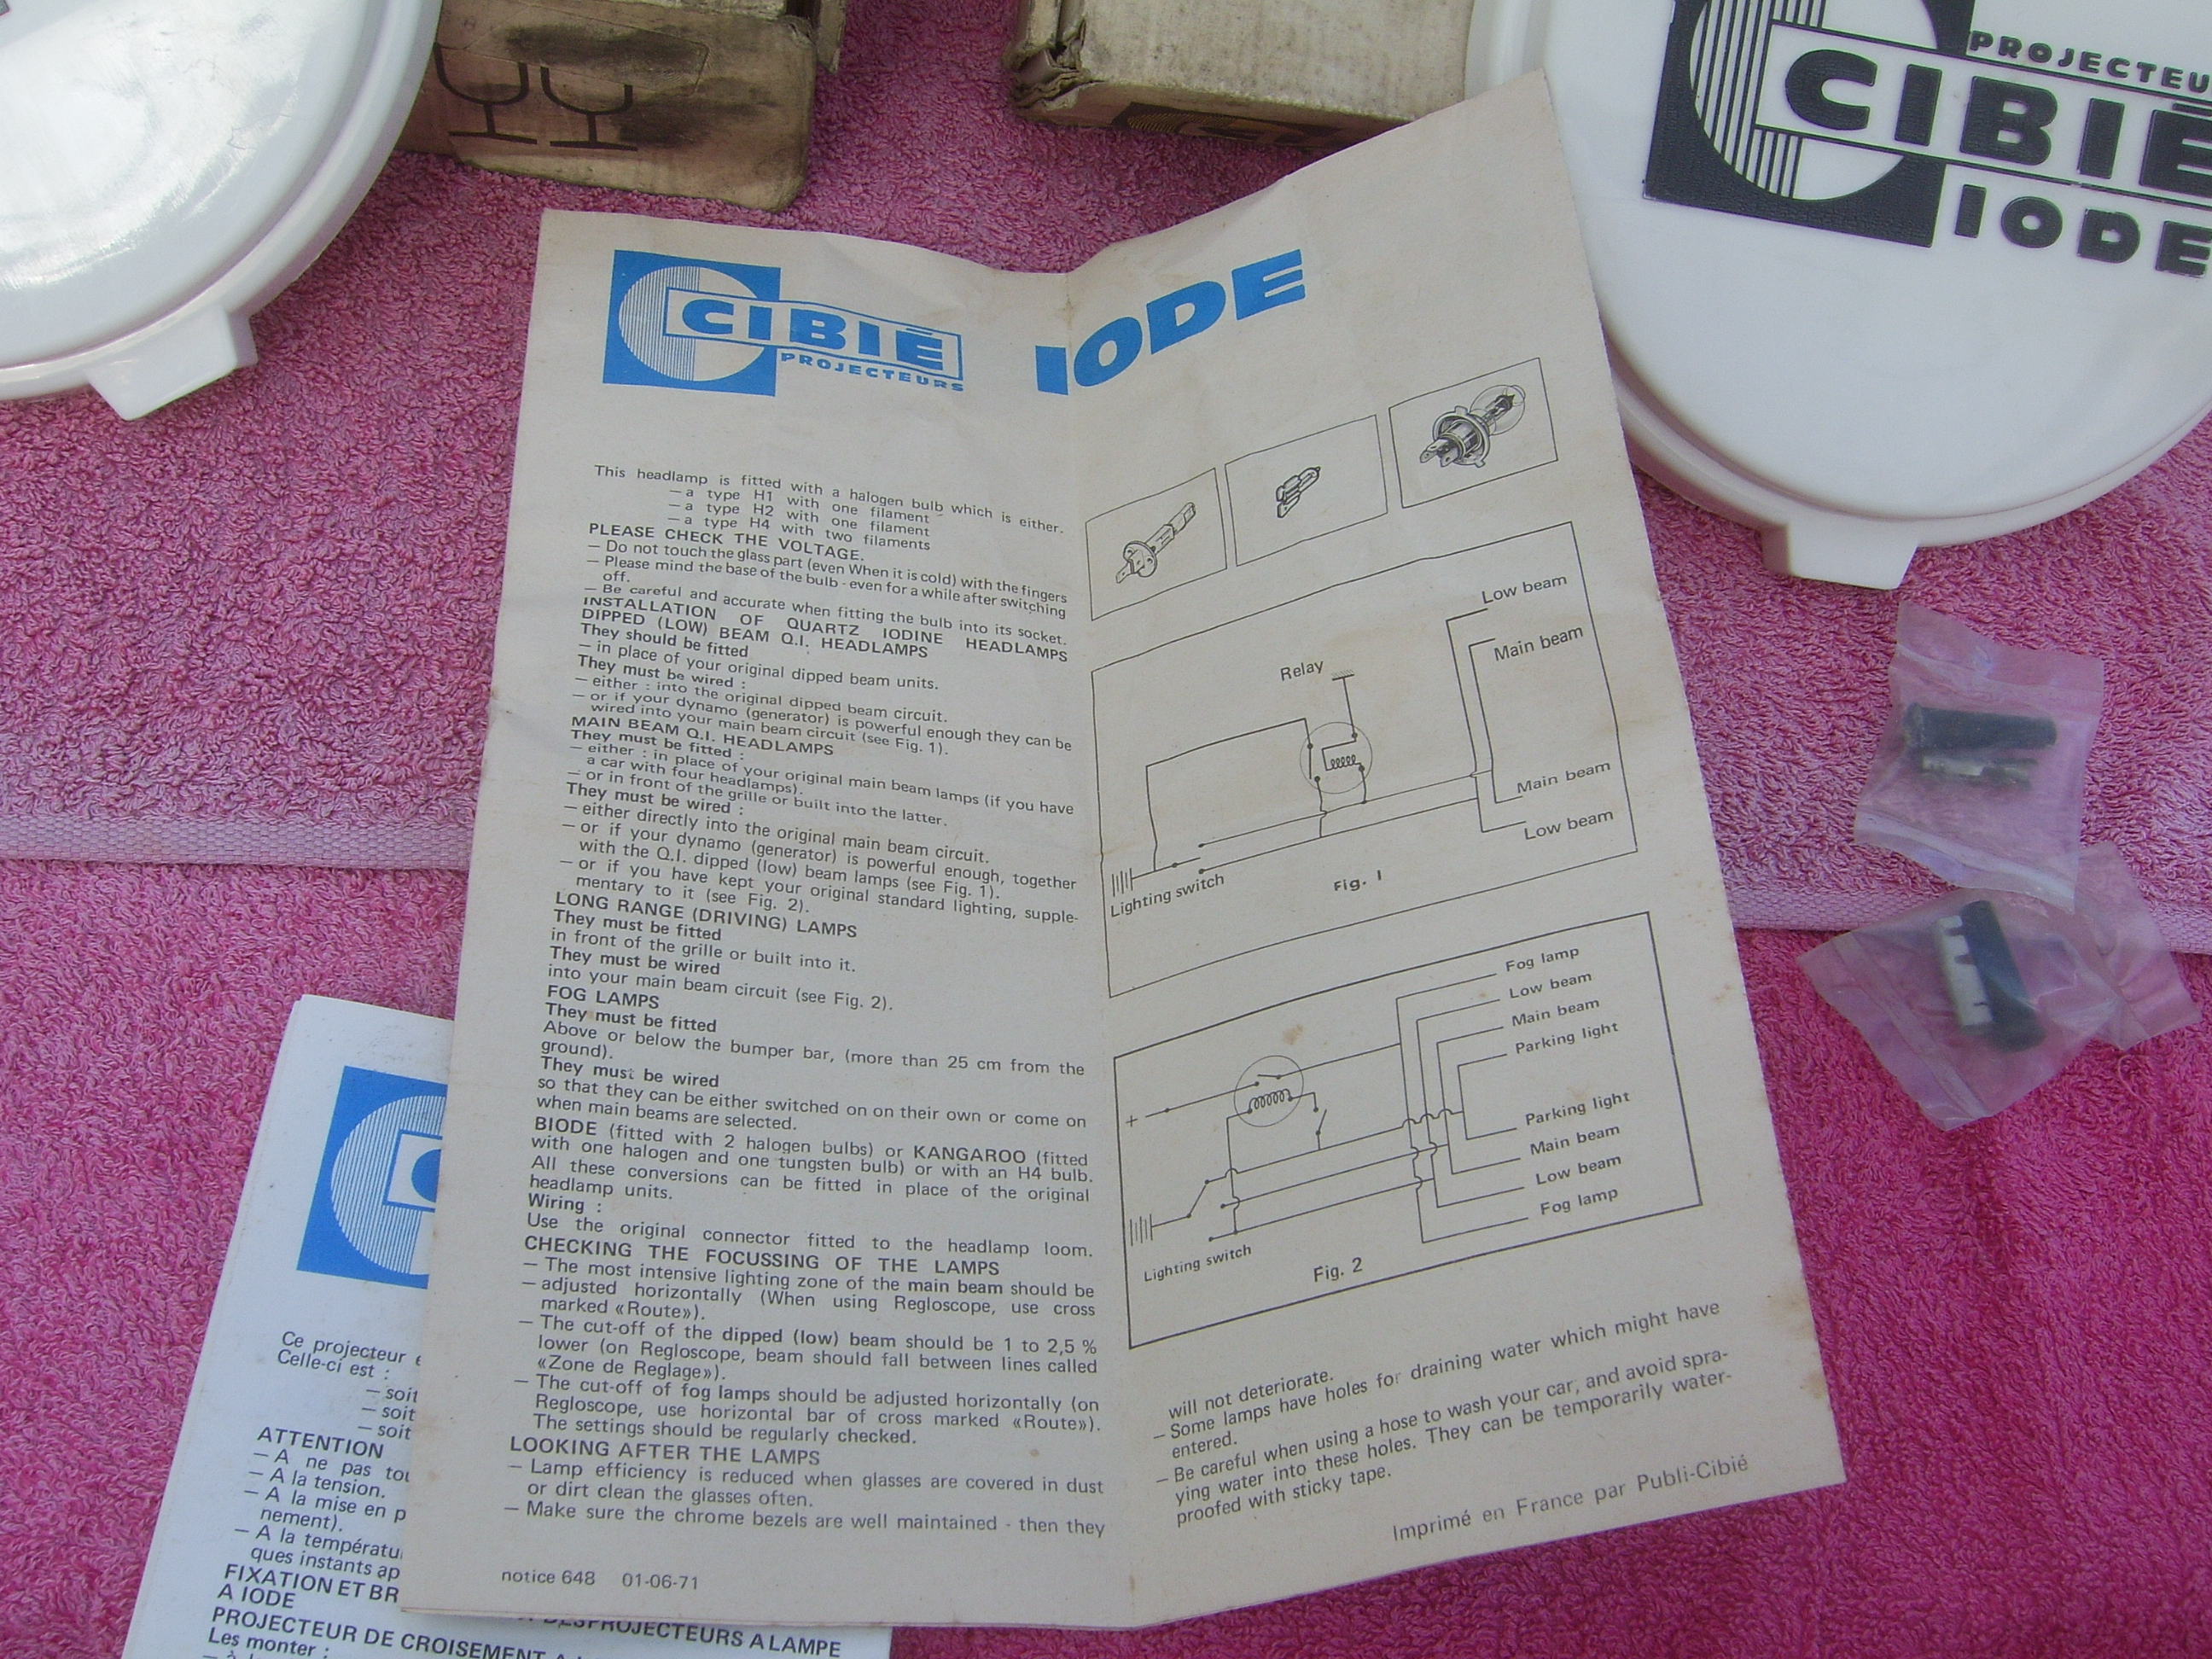 CIBIÉ
PROJECTEURS
IODE
This headlamp is fitted with a halogen bulb which is either.
— a type H1 with one filament
— a type H2 with one filament
— a type H4 with two filaments
PLEASE CHECK THE VOLTAGE.
— Do not touch the glass part (even When it is cold) with the fingers
— Please mind the base of the bulb - even for a while after switching
off.
— Be careful and accurate when fitting the bulb into its socket.
INSTALLATION OF QUARTZ IODINE HEADLAMPS
DIPPED (LOW) BEAM Q.I. HEADLAMPS
They should be fitted
— in place of your original dipped beam units.
They must be wired :
— either : into the original dipped beam circuit.
— or if your dynamo (generator) is powerful enough they can be
wired into your main beam circuit (see Fig. 1).
MAIN BEAM Q.I. HEADLAMPS
They must be fitted :
— either : in place of your original main beam lamps (if you have
a car with four headlamps).
— or in front of the grille or built into the latter.
They must be wired :
— either directly into the original main beam circuit.
— or if your dynamo (generator) is powerful enough, together
with the Q.I. dipped (low) beam lamps (see Fig. 1).
— or if you have kept your original standard lighting, supple-
mentary to it (see Fig. 2).
LONG RANGE (DRIVING) LAMPS
They must be fitted
in front of the grille or built into it.
They must be wired
into your main beam circuit (see Fig. 2).
FOG LAMPS
They must be fitted
Above or below the bumper bar, (more than 25 cm from the
ground).
They must be wired
so that they can be either switched on on their own or come on
when main beams are selected.
BIODE (fitted with 2 halogen bulbs) or KANGAROO (fitted
with one halogen and one tungsten bulb) or with an H4 bulb.
All these conversions can be fitted in place of the original
headlamp units.
Wiring :
Use the original connector fitted to the headlamp loom.
CHECKING THE FOCUSSING OF THE LAMPS
— The most intensive lighting zone of the main beam should be
— adjusted horizontally (When using Regloscope, use cross
marked «Route»).
— The cut-off of the dipped (low) beam should be 1 to 2,5 %
lower (on Regloscope, beam should fall between lines called
«Zone de Reglage»).
— The cut-off of fog lamps should be adjusted horizontally (on
Regloscope, use horizontal bar of cross marked «Route»).
The settings should be regularly checked.
LOOKING AFTER THE LAMPS
— Lamp efficiency is reduced when glasses are covered in dust
or dirt clean the glasses often.
— Make sure the chrome bezels are well maintained - then they
notice 648 01-06-71
Low beam
Main beam
Relay
Main beam
Low beam
Lighting switch
Fig. 1
Fog lamp
Low beam
Main beam
Parking light
+
Parking light
Main beam
Low beam
Fog lamp
Lighting switch
Fig. 2
will not deteriorate.
— Some lamps have holes for draining water which might have
entered.
— Be careful when using a hose to wash your car, and avoid spra-
ying water into these holes. They can be temporarily water-
proofed with sticky tape.
Imprimé en France par Publi-Cibié
PROJECTEU
CIBIÉ
IODE
C
Ce projecteur e
Celle-ci est :
— soit
— soit
— soit
ATTENTION
— A ne pas tou
— A la tension.
— A la mise en p
nement).
— A la températu
ques instants ap
FIXATION ET BR
DES PROJECTEURS A LAMPE
A IODE
PROJECTEUR DE CROISEMENT A
Les monter :